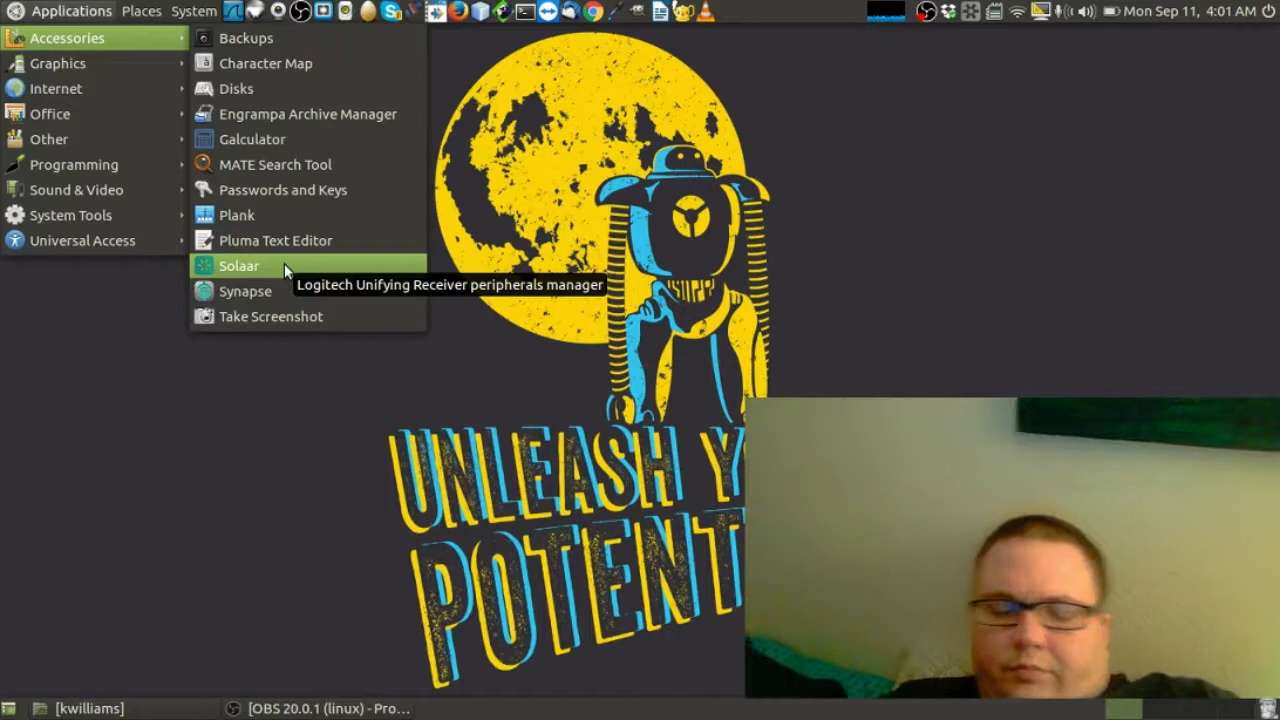 Applications Places System
Mon Sep 11, 4:01 AM
Accessories
Graphics
Internet
Office
Other
Programming
Sound & Video
System Tools
Universal Access
Backups
Character Map
Disks
Engrampa Archive Manager
Galculator
MATE Search Tool
Passwords and Keys
Plank
Pluma Text Editor
Solaar
Logitech Unifying Receiver peripherals manager
Synapse
Take Screenshot
UNLEASH Y
POTENT
[kwilliams]
[OBS 20.0.1 (linux) - Pro...